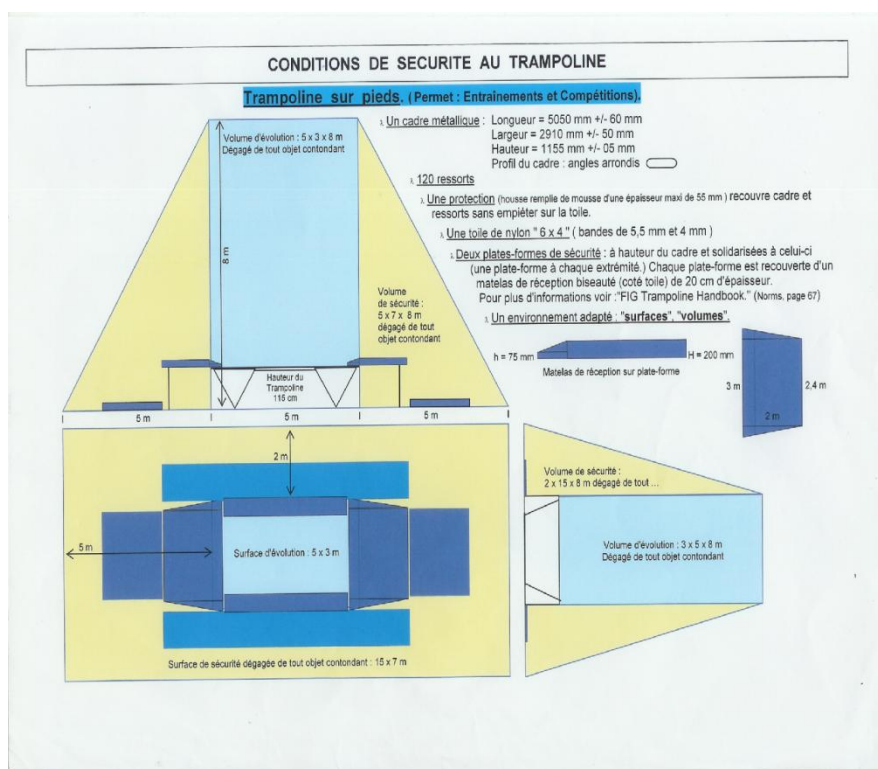 CONDITIONS DE SECURITE AU TRAMPOLINE
Trampoline sur pieds. (Permet : Entraînements et Compétitions).
λ Un cadre métallique : Longueur = 5050 mm +/- 60 mm
Largeur = 2910 mm +/- 50 mm
Hauteur = 1155 mm +/- 05 mm
Profil du cadre : angles arrondis
λ 120 ressorts
λ Une protection (housse remplie de mousse d'une épaisseur maxi de 55 mm ) recouvre cadre et
ressorts sans empiéter sur la toile.
λ Une toile de nylon " 6 x 4 " ( bandes de 5,5 mm et 4 mm )
λ Deux plates-formes de sécurité : à hauteur du cadre et solidarisées à celui-ci
(une plate-forme à chaque extrémité.) Chaque plate-forme est recouverte d'un
matelas de réception biseauté (coté toile) de 20 cm d'épaisseur.
Pour plus d'informations voir :"FIG Trampoline Handbook." (Norms, page 67)
λ Un environnement adapté : "surfaces", "volumes".
Volume d'évolution : 5 x 3 x 8 m
Dégagé de tout objet contondant
8 m
Volume
de sécurité :
5 x 7 x 8 m
dégagé de tout
objet contondant
Hauteur du
Trampoline
115 cm
5 m
5 m
5 m
h = 75 mm
H = 200 mm
Matelas de réception sur plate-forme
3 m
2,4 m
2 m
2 m
5 m
Surface d'évolution : 5 x 3 m
Surface de sécurité dégagée de tout objet contondant : 15 x 7 m
Volume de sécurité :
2 x 15 x 8 m dégagé de tout ...
Volume d'évolution : 3 x 5 x 8 m
Dégagé de tout objet contondant